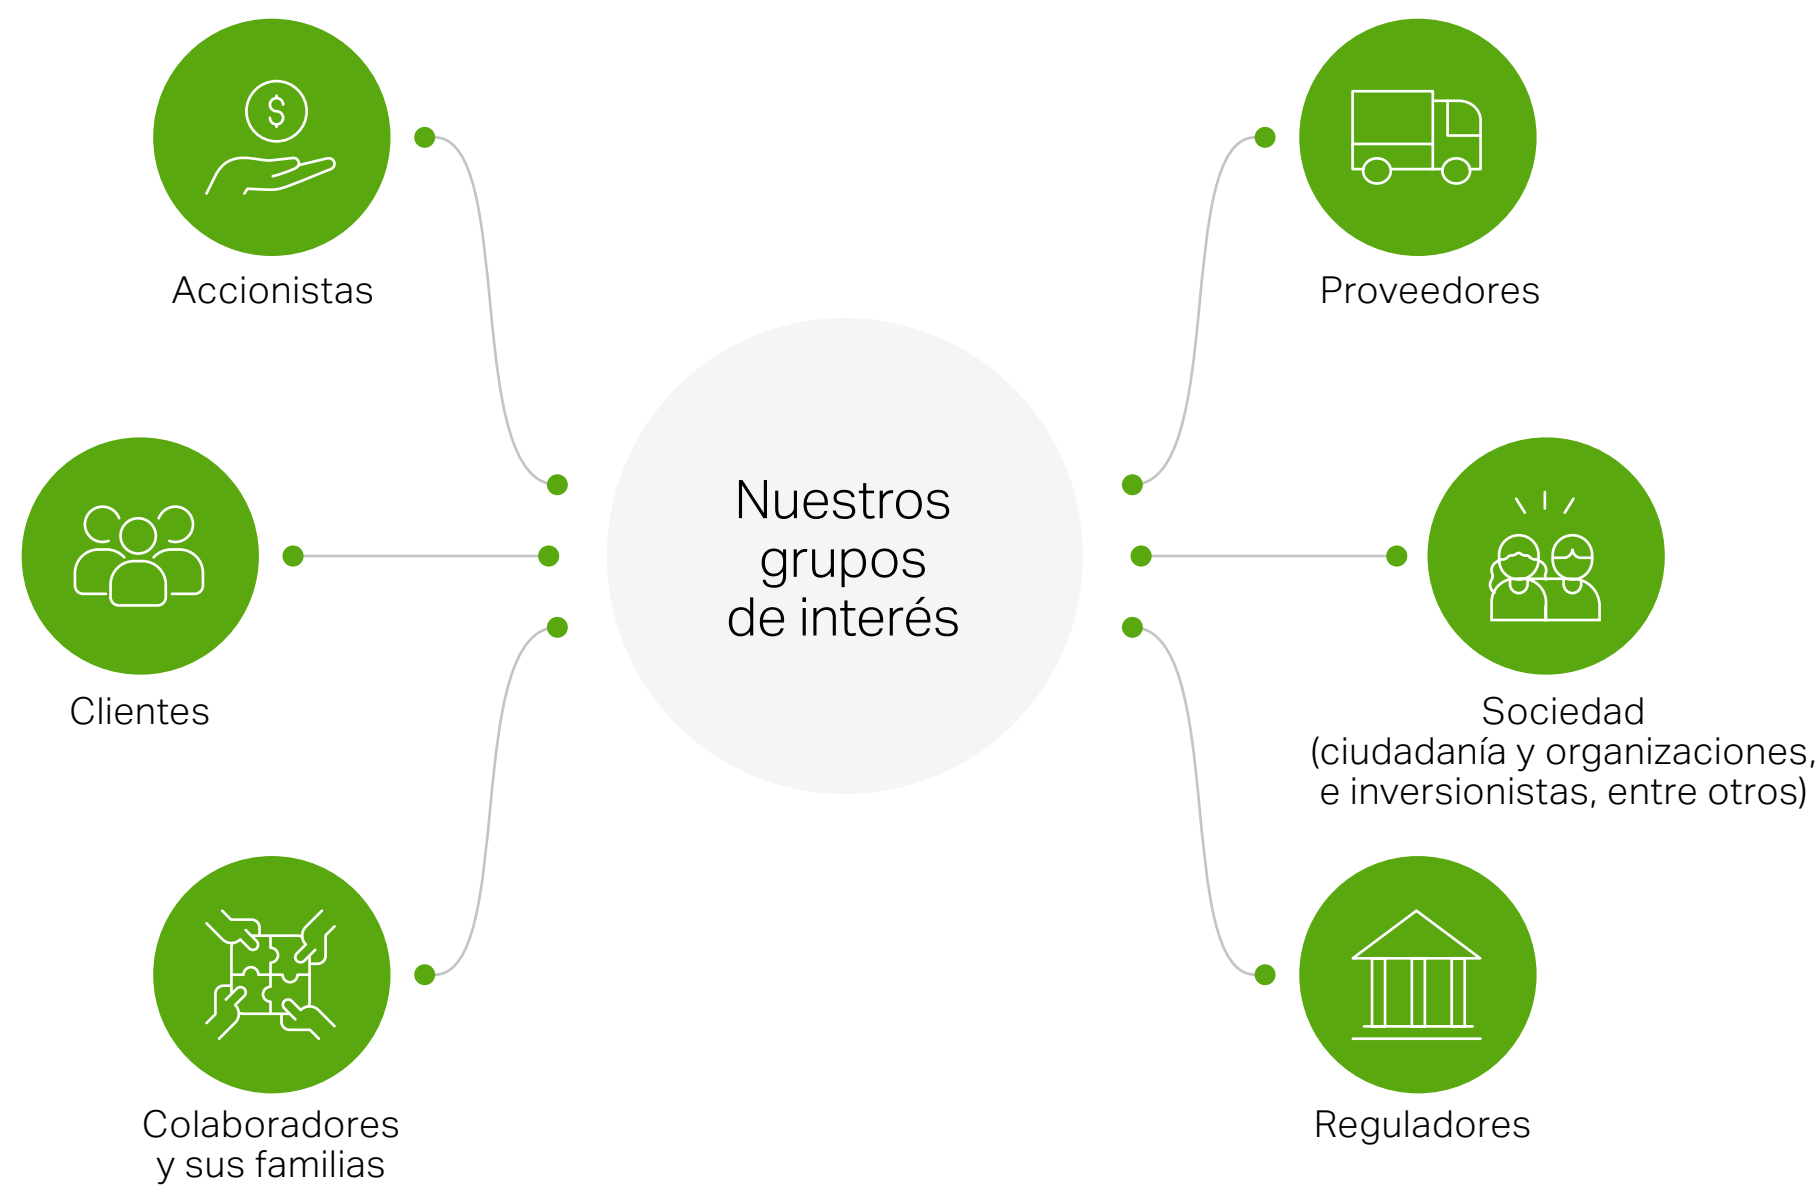 Accionistas
Proveedores
Nuestros
grupos
de interés
Clientes
Sociedad
(ciudadanía y organizaciones,
e inversionistas, entre otros)
Colaboradores
y sus familias
Reguladores
$